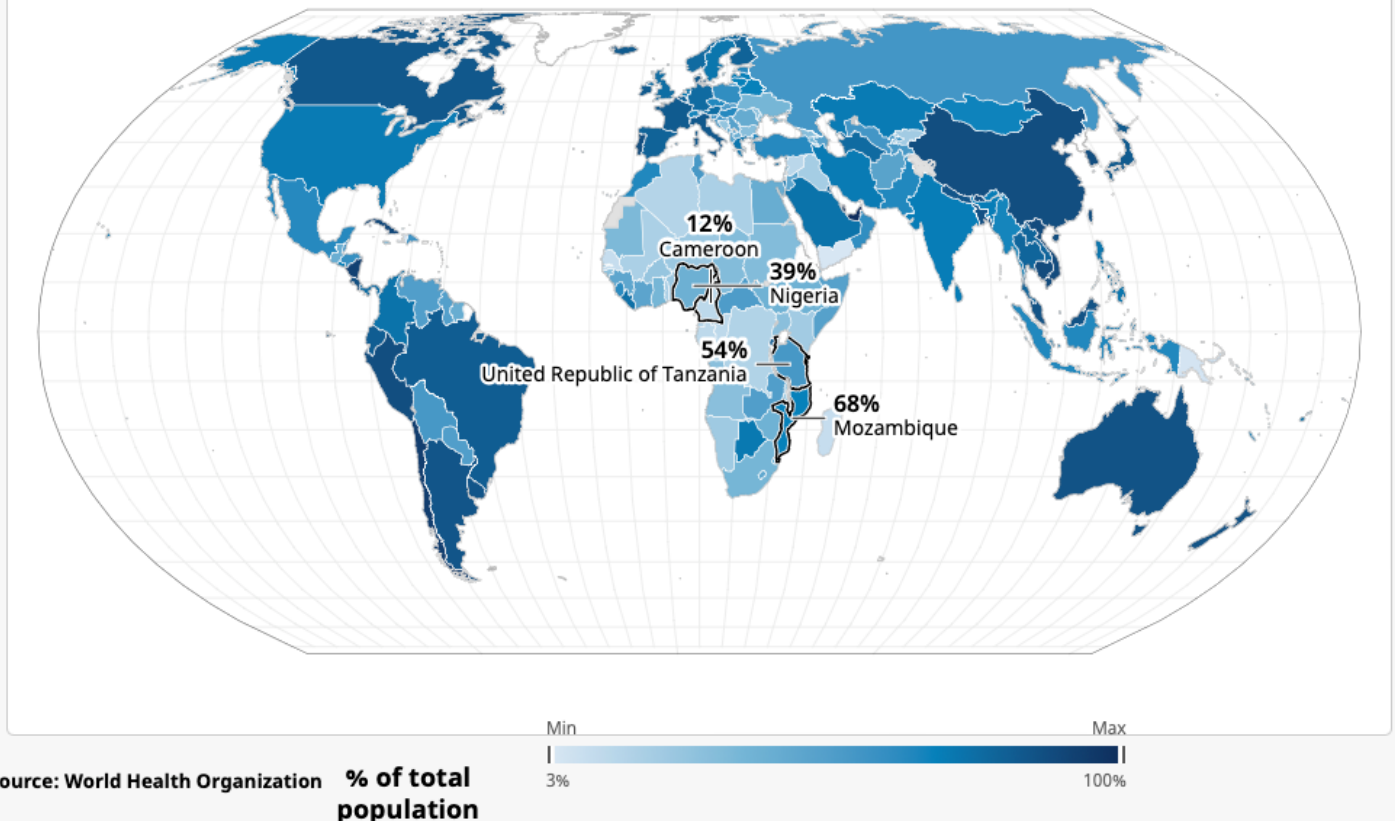 12%
Cameroon
39%
Nigeria
54%
United Republic of Tanzania
68%
Mozambique
Min
Max
3%
100%
ource: World Health Organization
% of total
population